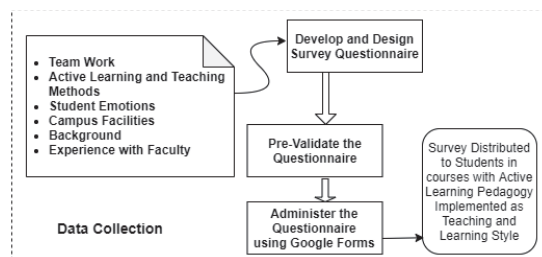 Team Work
Active Learning and Teaching
Methods
Student Emotions
Campus Facilities
Background
Experience with Faculty
Develop and Design
Survey Questionnaire
Pre-Validate the
Questionnaire
Administer the
Questionnaire
using Google Forms
Survey Distributed
to Students in
courses with Active
Learning Pedagogy
Implemented as
Teaching and
Learning Style
Data Collection